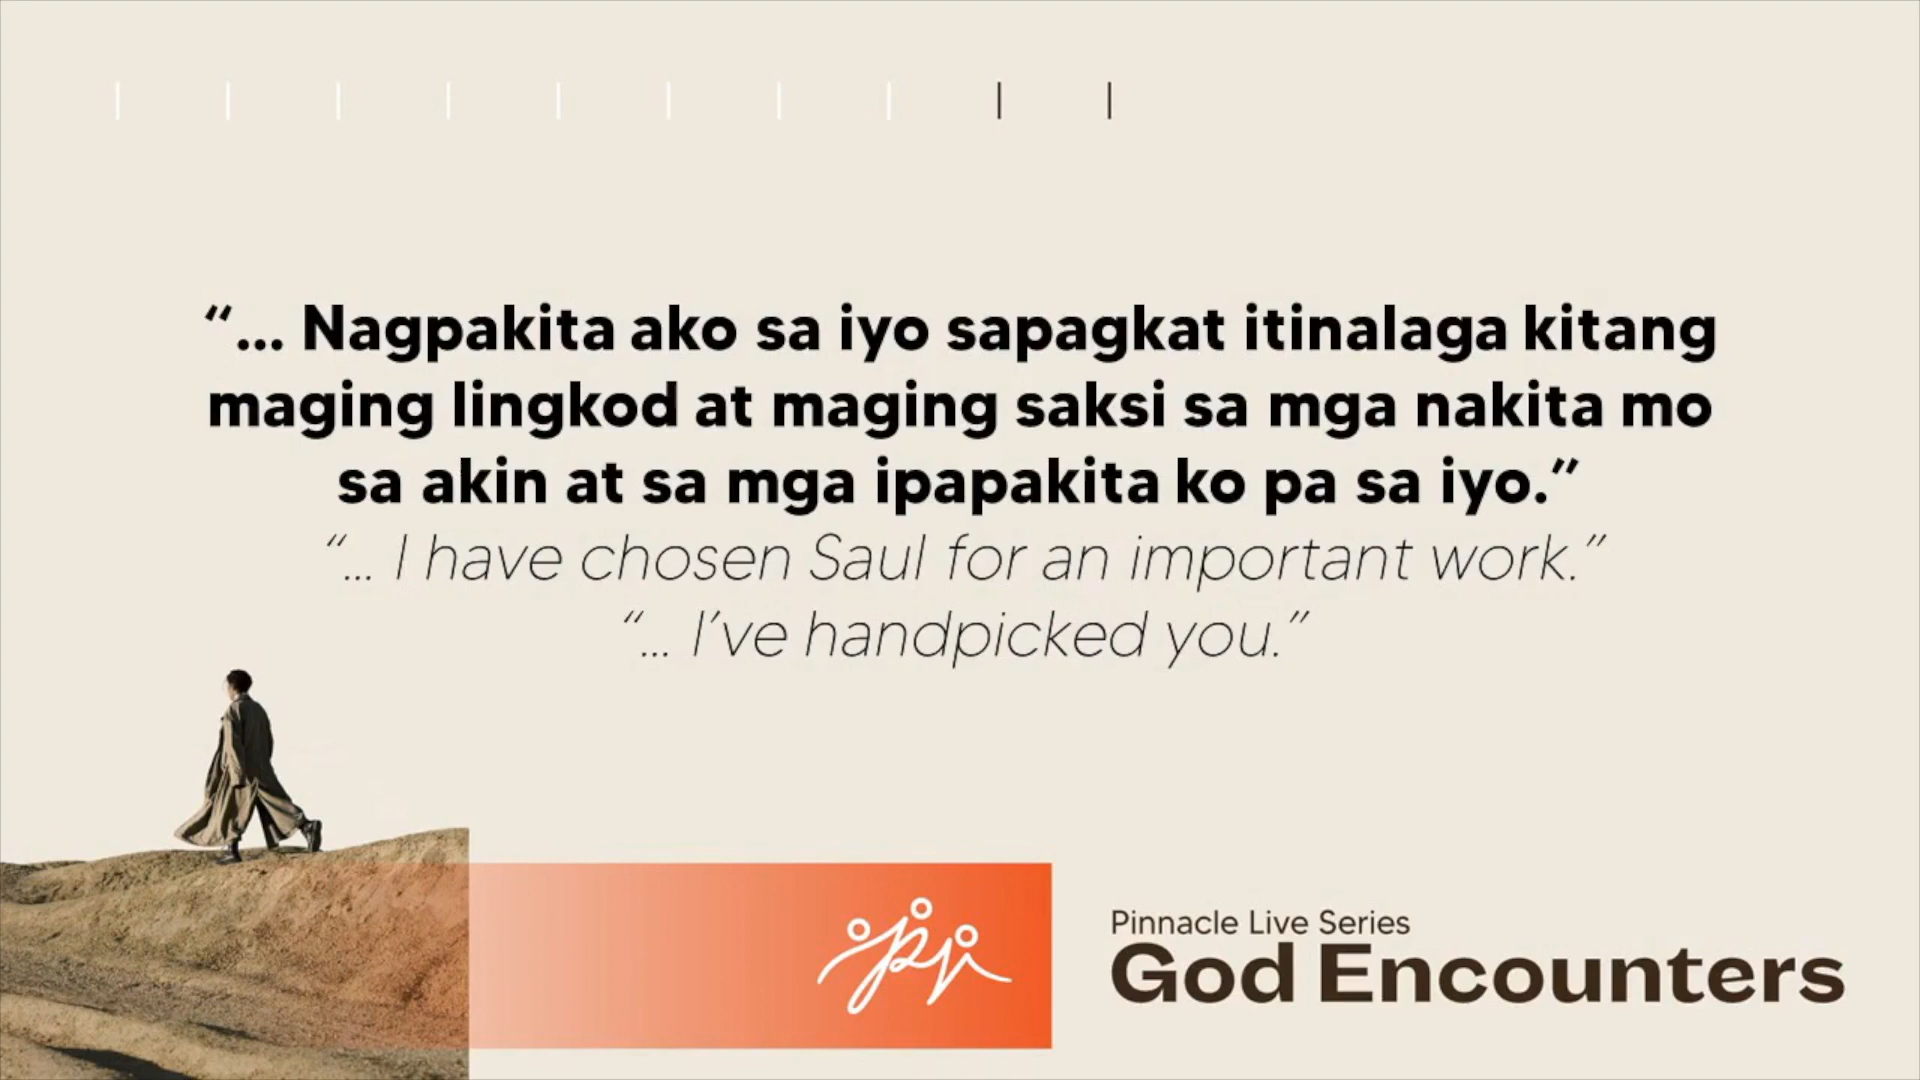 “... Nagpakita ako sa iyo sapagkat itinalaga kitang
maging lingkod at maging saksi sa mga nakita mo
sa akin at sa mga ipapakita ko pa sa iyo.”
“... I have chosen Saul for an important work.”
“... I’ve handpicked you.”
Pinnacle Live Series
God Encounters